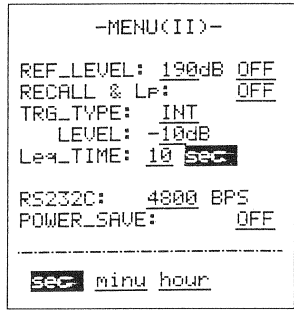 -MENU(II)-
REF_LEVEL: 190dB OFF
RECALL & Lp: OFF
TRG_TYPE: INT
LEVEL: -10dB
Leq_TIME: 10 sec
RS232C: 4800 BPS
POWER_SAVE: OFF
sec minu hour